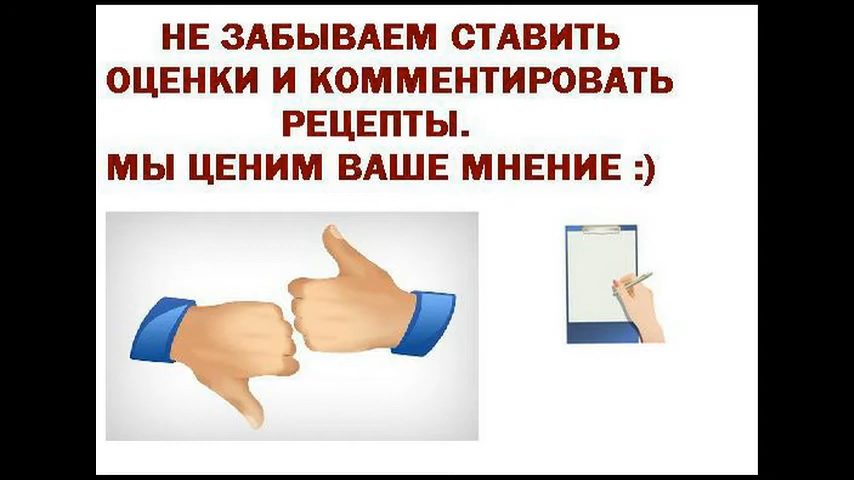 НЕ ЗАБЫВАЕМ СТАВИТЬ
ОЦЕНКИ И КОММЕНТИРОВАТЬ
РЕЦЕПТЫ.
МЫ ЦЕНИМ ВАШЕ МНЕНИЕ :)